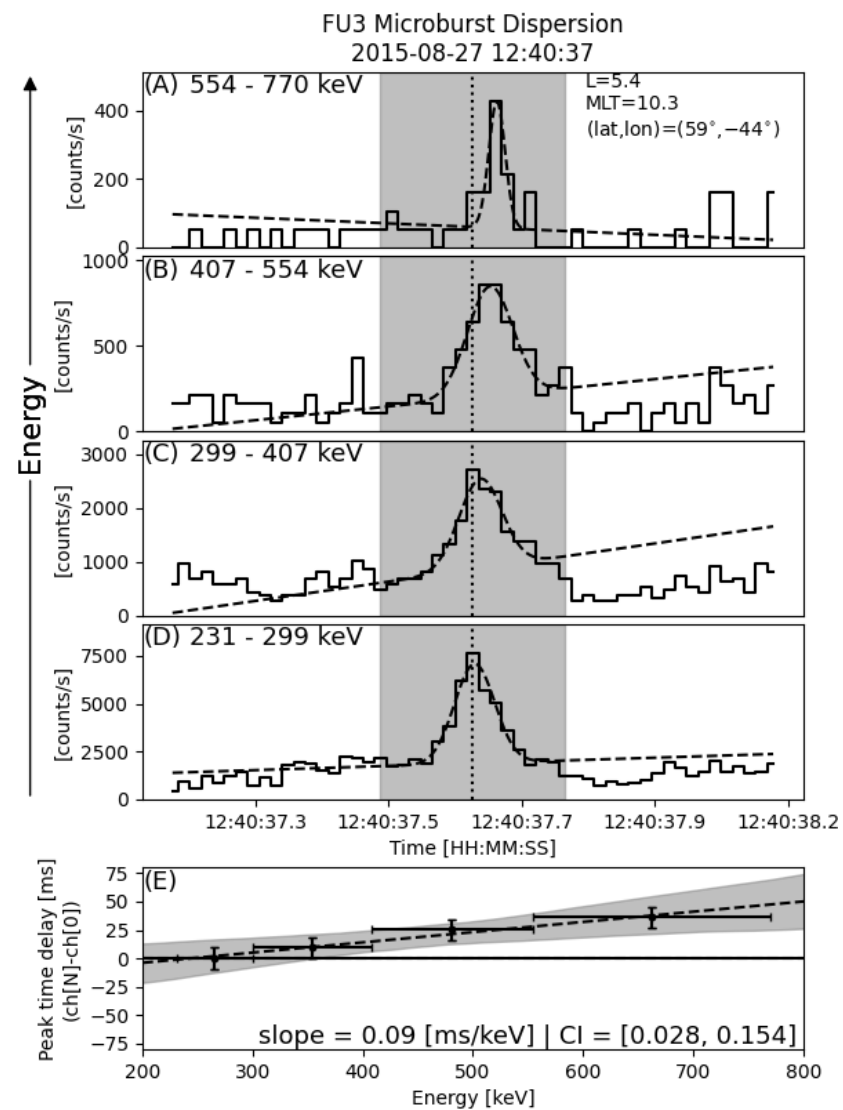 FU3 Microburst Dispersion
2015-08-27 12:40:37
Energy
(A) 554 - 770 keV
L=5.4
MLT=10.3
(lat,lon)=(59°,−44°)
[counts/s]
400
200
0
(B) 407 - 554 keV
[counts/s]
1000
500
0
(C) 299 - 407 keV
[counts/s]
3000
2000
1000
0
(D) 231 - 299 keV
[counts/s]
7500
5000
2500
0
12:40:37.3 12:40:37.5 12:40:37.7 12:40:37.9 12:40:38.2
Time [HH:MM:SS]
(E)
Peak time delay [ms]
(ch[N]-ch[0])
75
50
25
0
−25
−50
−75
slope = 0.09 [ms/keV] | CI = [0.028, 0.154]
200 300 400 500 600 700 800
Energy [keV]